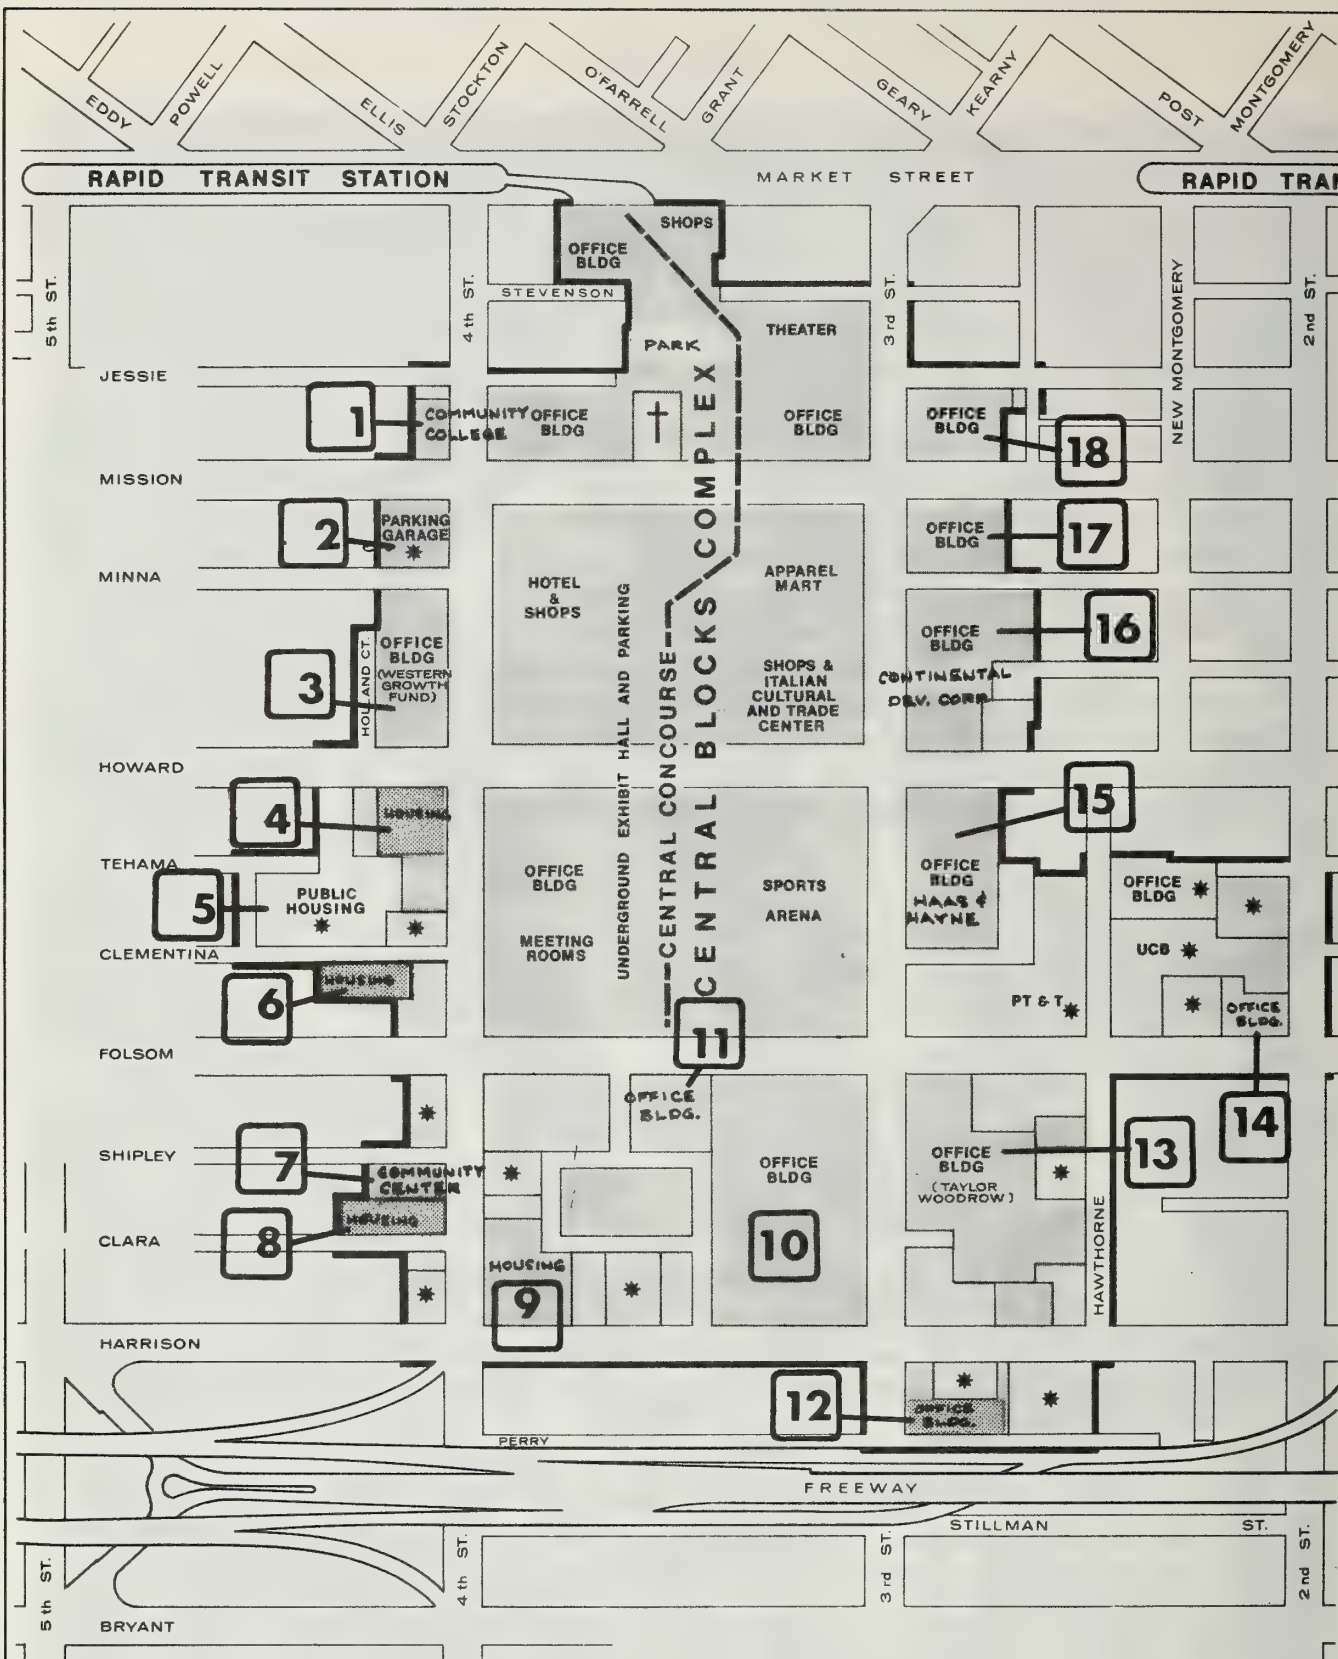 EDDY
POWELL
ELLIS
STOCKTON
O'FARRELL
GRANT
GEARY
KEARNY
POST
MONTGOMERY
RAPID TRANSIT STATION
MARKET STREET
RAPID TRA
SHOPS
OFFICE
BLDG
5th ST.
4th ST.
STEVENSON
3rd ST.
NEW MONTGOMERY
2nd ST.
PARK
THEATER
JESSIE
1
COMMUNITY
COLLEGE
OFFICE
BLDG
✝
OFFICE
BLDG
OFFICE
BLDG
18
MISSION
2
PARKING
GARAGE
OFFICE
BLDG
17
MINNA
HOTEL
&
SHOPS
APPAREL
MART
3
HOLLAND CT.
OFFICE
BLDG
(WESTERN
GROWTH
FUND)
OFFICE
BLDG
16
CONTINENTAL
DEV. CORP
SHOPS &
ITALIAN
CULTURAL
AND TRADE
CENTER
UNDERGROUND EXHIBIT HALL AND PARKING
CENTRAL CONCOURSE
CENTRAL BLOCKS COMPLEX
HOWARD
4
HOUSING
15
TEHAMA
5
PUBLIC
HOUSING
OFFICE
BLDG
MEETING
ROOMS
SPORTS
ARENA
OFFICE
BLDG
HAAS &
HAYNE
OFFICE
BLDG
UCB
CLEMENTINA
6
HOUSING
PT & T
OFFICE
BLDG.
11
FOLSOM
OFFICE
BLDG.
14
SHIPLEY
7
COMMUNITY
CENTER
OFFICE
BLDG
OFFICE
BLDG
(TAYLOR
WOODROW)
13
HAWTHORNE
8
HOUSING
CLARA
10
HOUSING
9
HARRISON
12
OFFICE
BLDG.
PERRY
FREEWAY
STILLMAN ST.
5th ST.
4th ST.
3rd ST.
2nd ST.
BRYANT